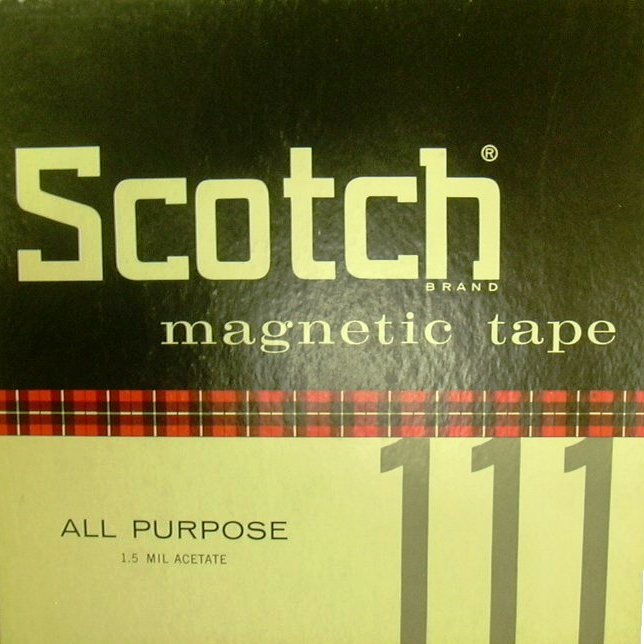 Scotch®
BRAND
magnetic tape
111
ALL PURPOSE
1.5 MIL ACETATE